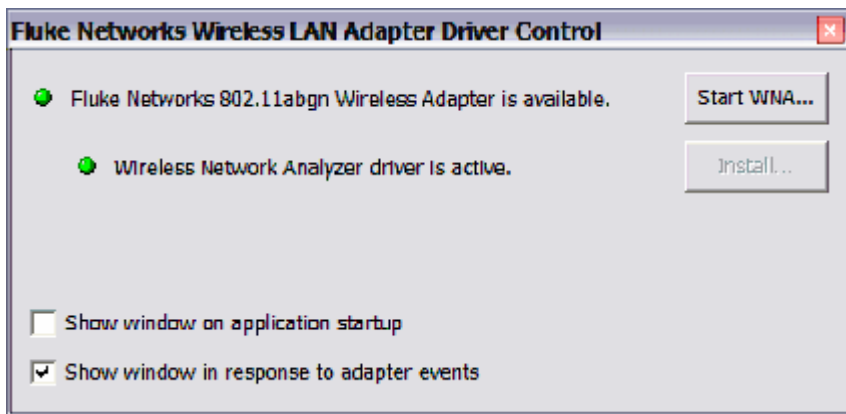 Fluke Networks Wireless LAN Adapter Driver Control
Fluke Networks 802.11abgn Wireless Adapter is available.
Start WNA...
Wireless Network Analyzer driver is active.
Install...
Show window on application startup
Show window in response to adapter events